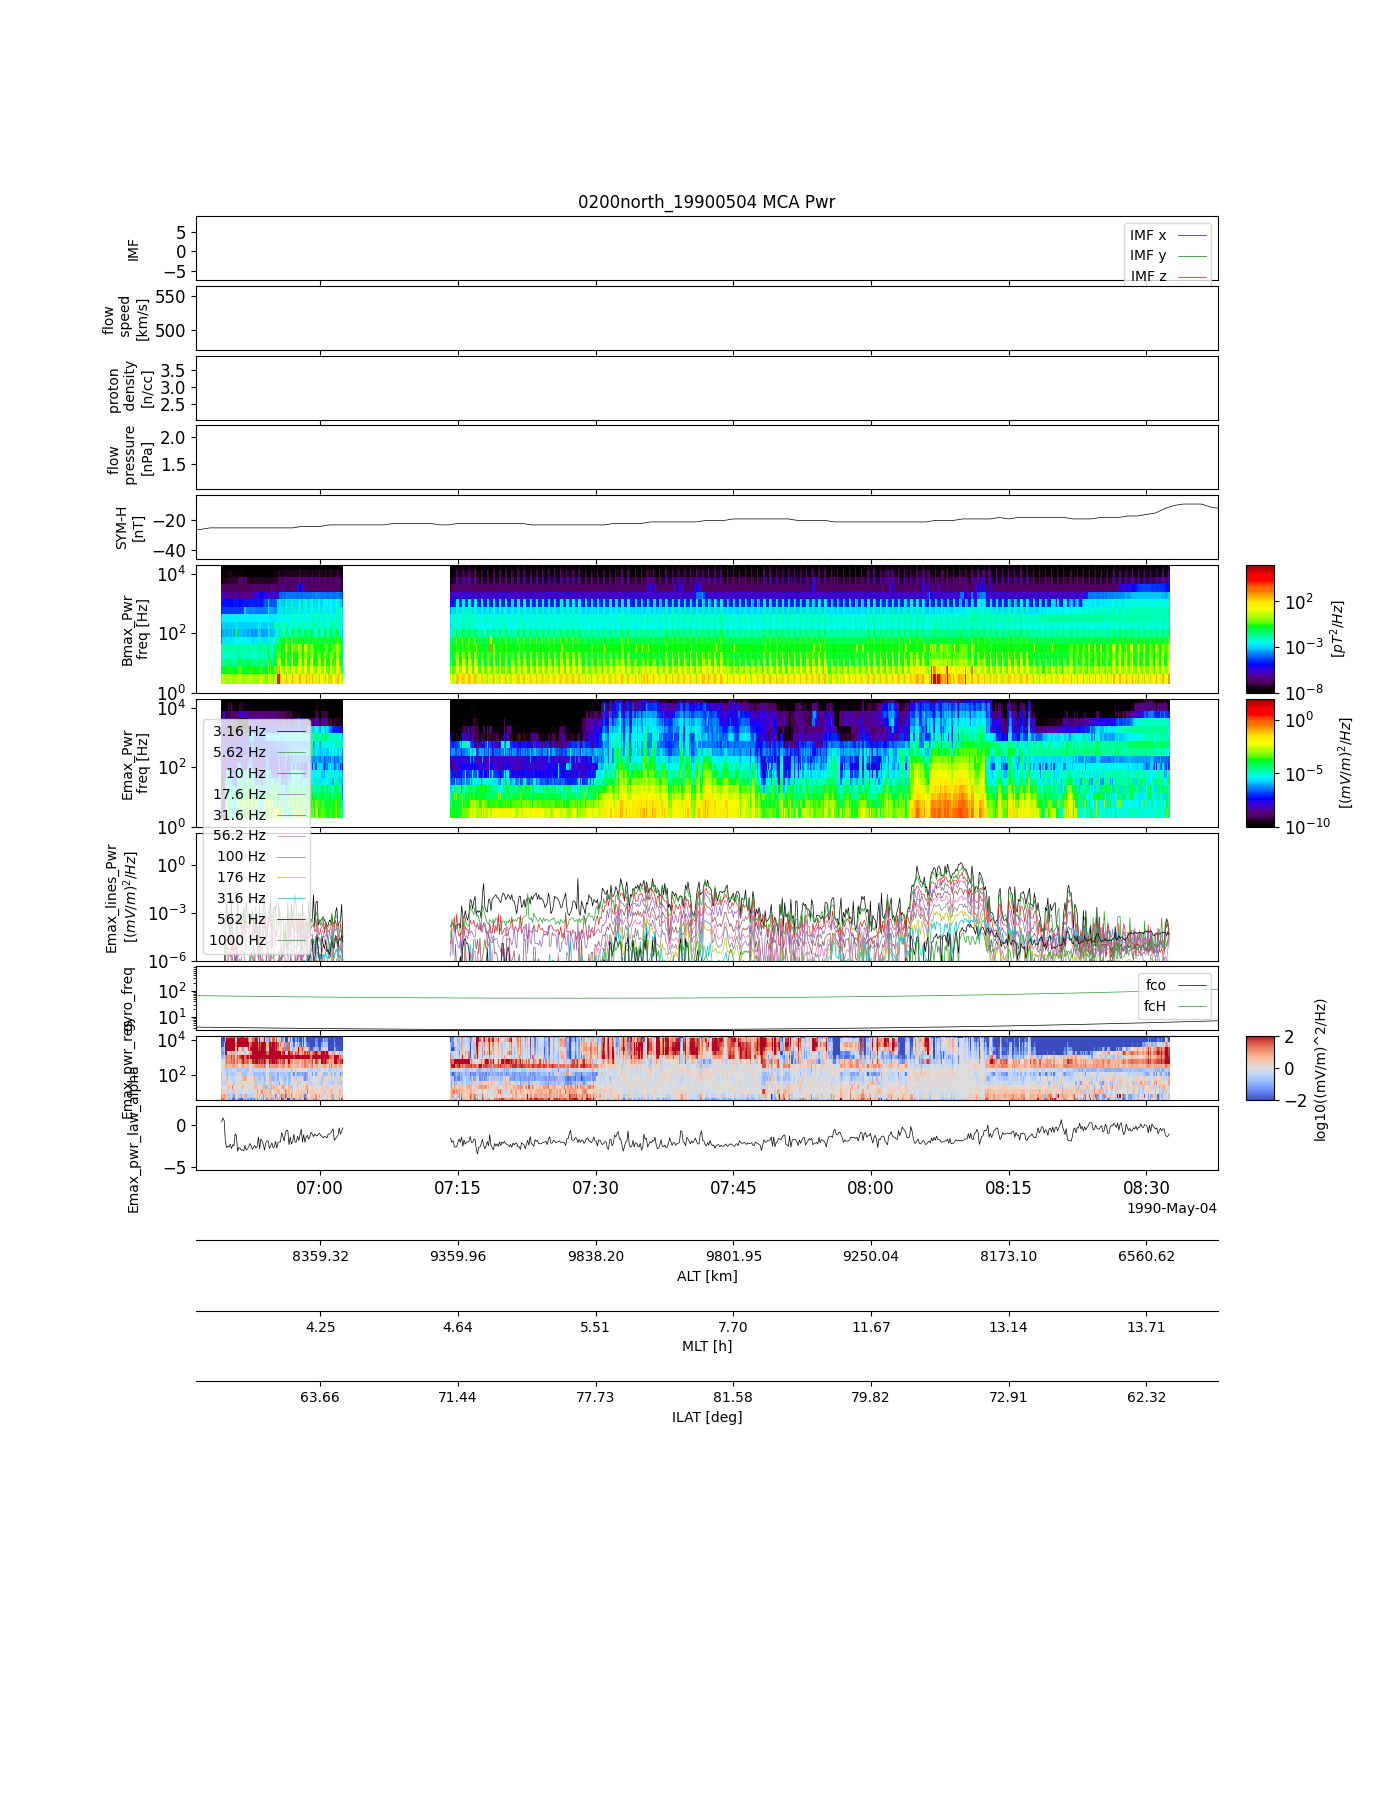 0200north_19900504 MCA Pwr
IMF
5
0
−5
IMF x
IMF y
IMF z
flow
speed
[km/s]
550
500
proton
density
[n/cc]
3.5
3.0
2.5
flow
pressure
[nPa]
2.0
1.5
SYM-H
[nT]
−20
−40
Bmax_Pwr
freq [Hz]
10^4
10^2
10^0
10^2
10^−3
10^−8
[pT^2/Hz]
Emax_Pwr
freq [Hz]
10^4
10^2
10^0
10^0
10^−5
10^−10
[(mV/m)^2/Hz]
3.16 Hz
5.62 Hz
10 Hz
17.6 Hz
31.6 Hz
56.2 Hz
100 Hz
176 Hz
316 Hz
562 Hz
1000 Hz
Emax_lines_Pwr
[(mV/m)^2/Hz]
10^0
10^−3
10^−6
gyro_freq
10^2
10^1
fco
fcH
Emax_pwr_reg
10^4
10^2
2
0
−2
log10((mV/m)^2/Hz)
Emax_pwr_law_alpha
0
−5
07:00 07:15 07:30 07:45 08:00 08:15 08:30
1990-May-04
8359.32 9359.96 9838.20 9801.95 9250.04 8173.10 6560.62
ALT [km]
4.25 4.64 5.51 7.70 11.67 13.14 13.71
MLT [h]
63.66 71.44 77.73 81.58 79.82 72.91 62.32
ILAT [deg]